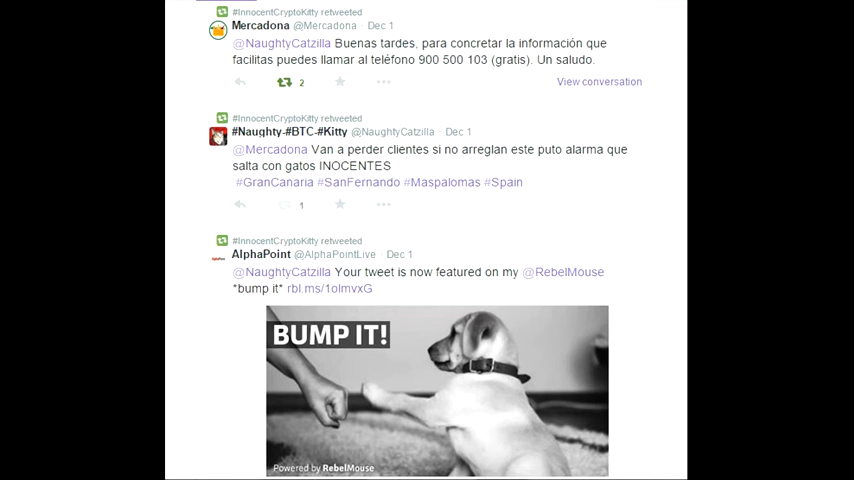 #InnocentCryptoKitty retweeted
Mercadona @Mercadona · Dec 1
@NaughtyCatzilla Buenas tardes, para concretar la información que
facilitas puedes llamar al teléfono 900 500 103 (gratis). Un saludo.
2
View conversation
#InnocentCryptoKitty retweeted
#Naughty-#BTC-#Kitty @NaughtyCatzilla · Dec 1
@Mercadona Van a perder clientes si no arreglan este puto alarma que
salta con gatos INOCENTES
#GranCanaria #SanFernando #Maspalomas #Spain
1
#InnocentCryptoKitty retweeted
AlphaPoint @AlphaPointLive · Dec 1
@NaughtyCatzilla Your tweet is now featured on my @RebelMouse
*bump it* rbl.ms/1olmvxG
BUMP IT!
Powered by RebelMouse